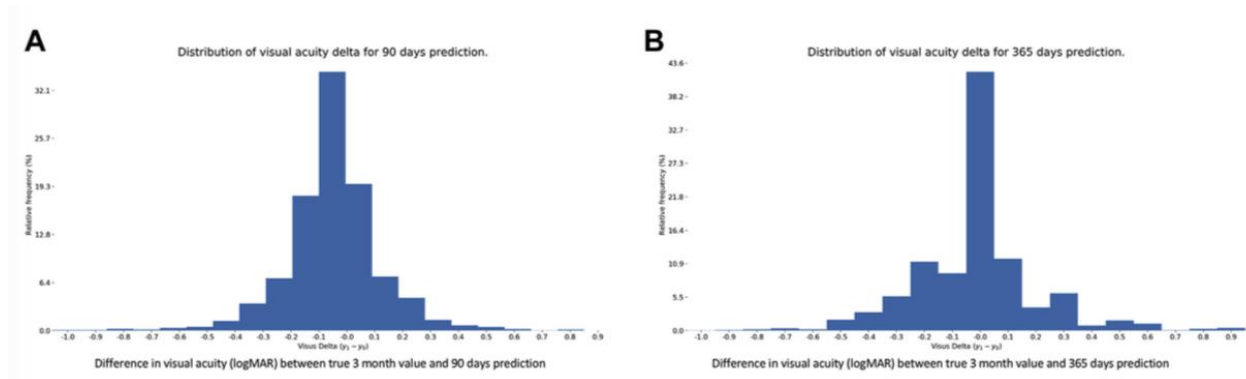 A
Distribution of visual acuity delta for 90 days prediction.
32.1
25.7
19.3
12.8
6.4
0.0
Relative frequency (%)
-1.0 -0.9 -0.8 -0.7 -0.6 -0.5 -0.4 -0.3 -0.2 -0.1 -0.0 0.1 0.2 0.3 0.4 0.5 0.6 0.7 0.8 0.9
Visus Delta (y₁ − y₀)
Difference in visual acuity (logMAR) between true 3 month value and 90 days prediction
B
Distribution of visual acuity delta for 365 days prediction.
43.6
38.2
32.7
27.3
21.8
16.4
10.9
5.5
0.0
Relative frequency (%)
-1.0 -0.9 -0.8 -0.7 -0.6 -0.5 -0.4 -0.3 -0.2 -0.1 0.0 0.1 0.2 0.3 0.4 0.5 0.6 0.7 0.8 0.9
Visus Delta (y₁ − y₀)
Difference in visual acuity (logMAR) between true 3 month value and 365 days prediction